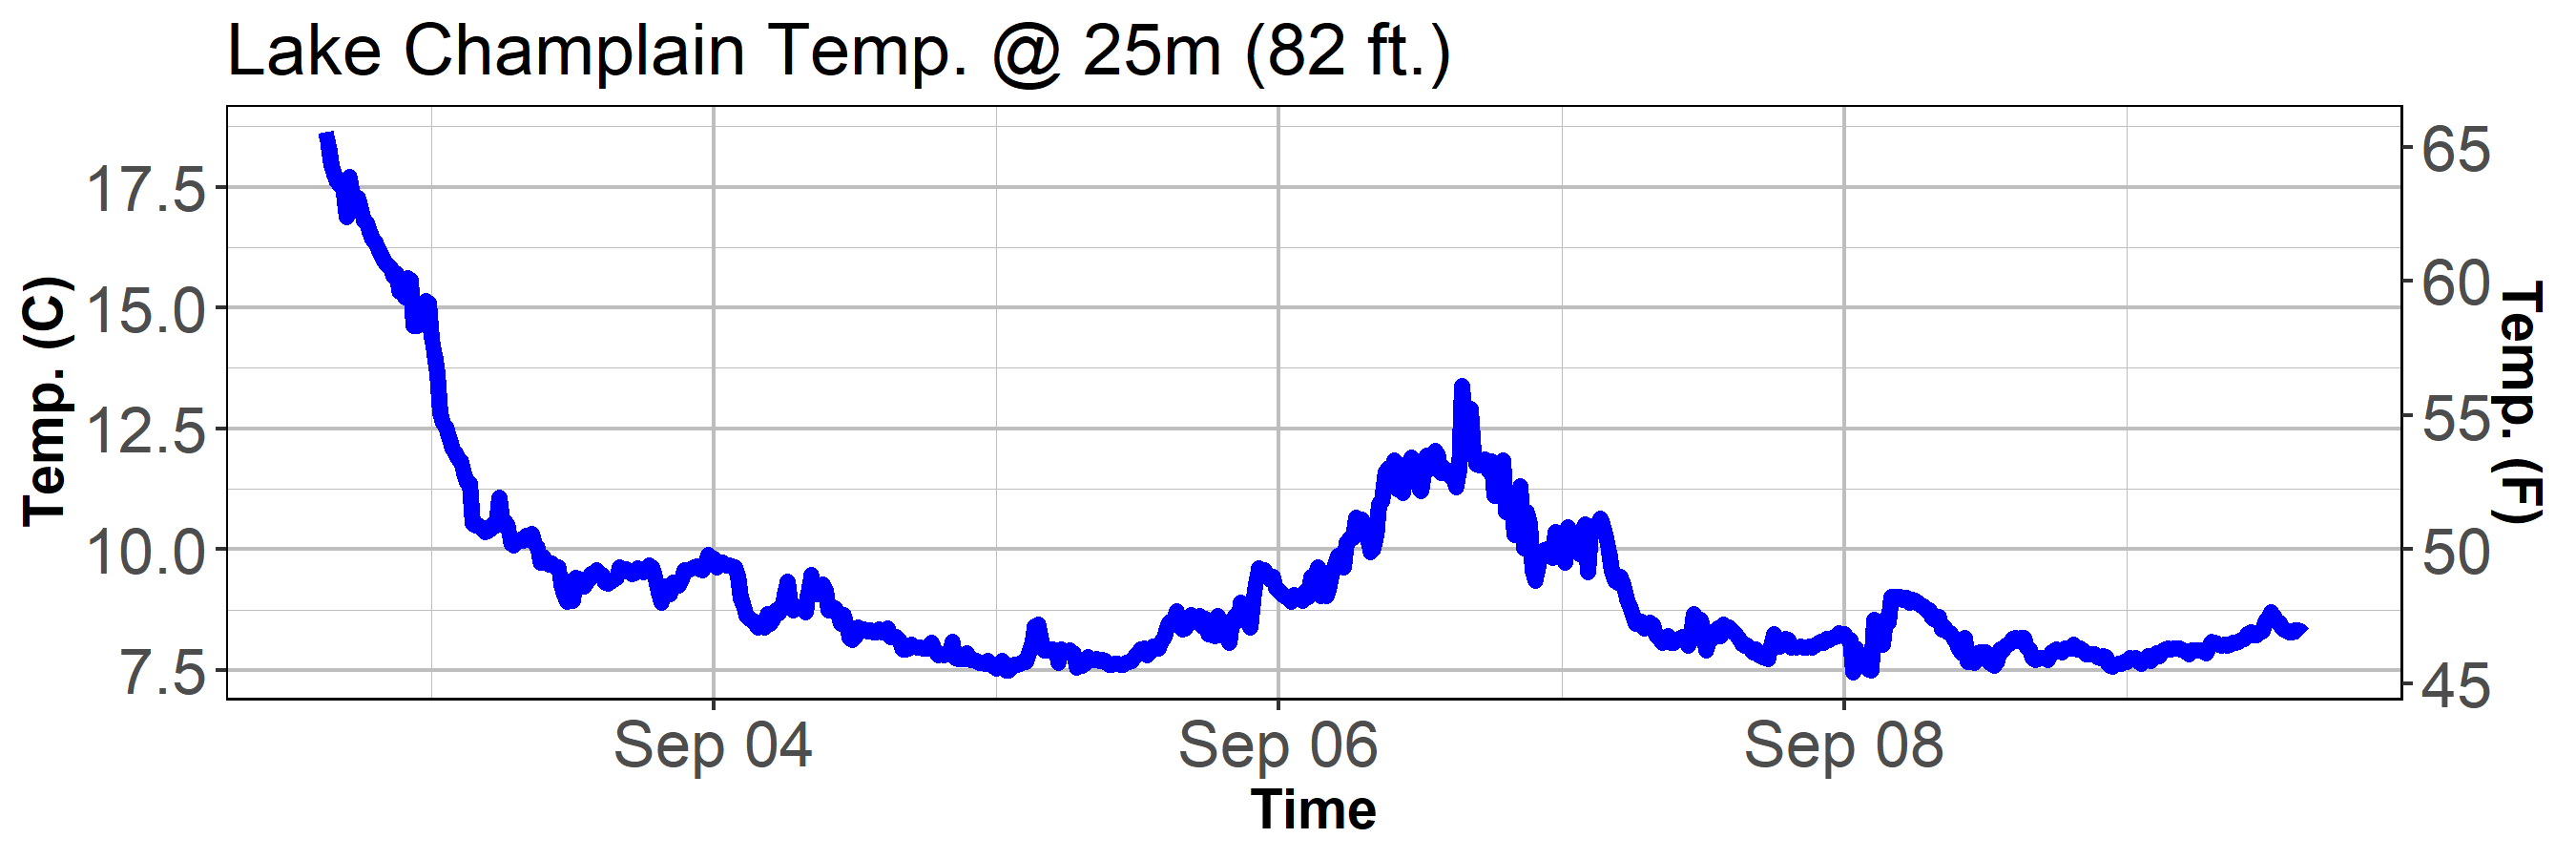 Lake Champlain Temp. @ 25m (82 ft.)
Temp. (C)
17.5
15.0
12.5
10.0
7.5
65
60
55
50
45
Temp. (F)
Sep 04 Sep 06 Sep 08
Time